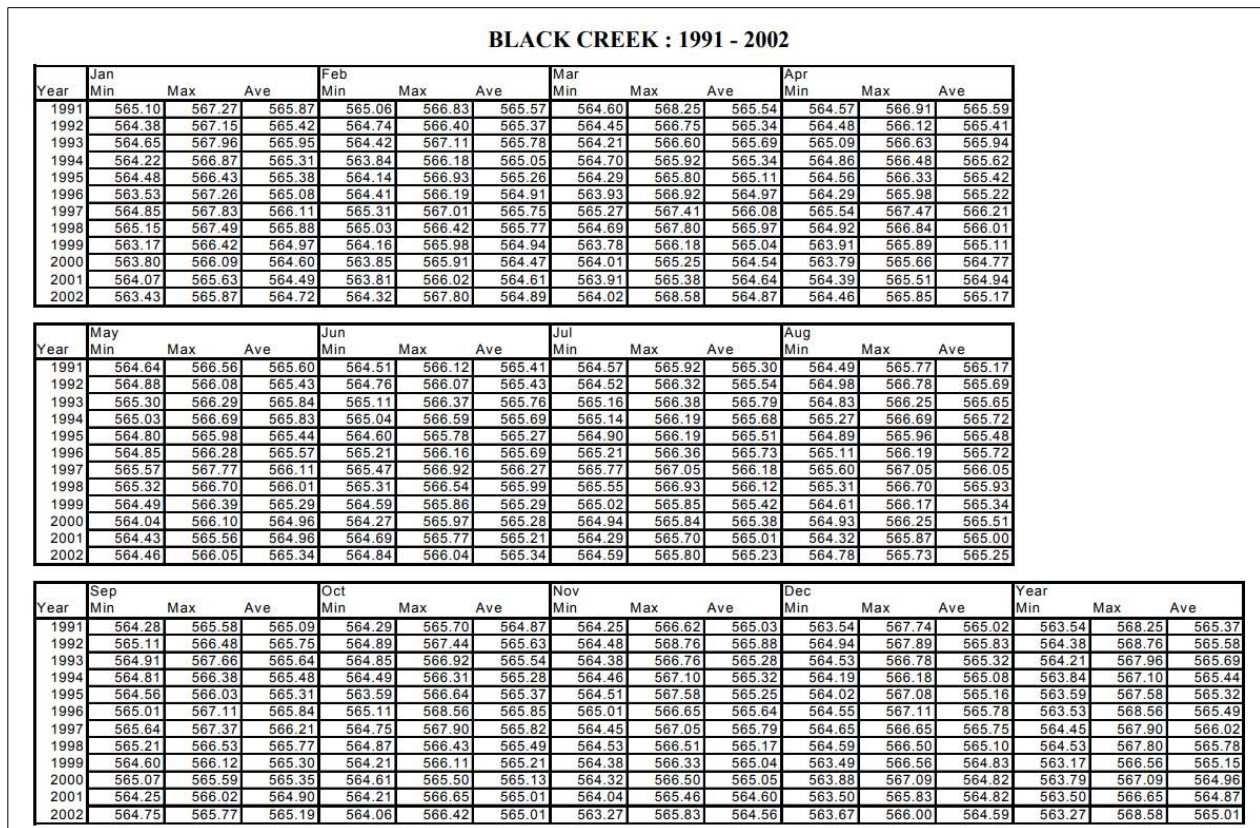 BLACK CREEK : 1991 - 2002
Jan Feb Mar Apr
Year Min Max Ave Min Max Ave Min Max Ave Min Max Ave
1991 565.10 567.27 565.87 565.06 566.83 565.57 564.60 568.25 565.54 564.57 566.91 565.59
1992 564.38 567.15 565.42 564.74 566.40 565.37 564.45 566.75 565.34 564.48 566.12 565.41
1993 564.65 567.96 565.95 564.42 567.11 565.78 564.21 566.60 565.69 565.09 566.63 565.94
1994 564.22 566.87 565.31 563.84 566.18 565.05 564.70 565.92 565.34 564.86 566.48 565.62
1995 564.48 566.43 565.38 564.14 566.93 565.26 564.29 565.80 565.11 564.56 566.33 565.42
1996 563.53 567.26 565.08 564.41 566.19 564.91 563.93 566.92 564.97 564.29 565.98 565.22
1997 564.85 567.83 566.11 565.31 567.01 565.75 565.27 567.41 566.08 565.54 567.47 566.21
1998 565.15 567.49 565.88 565.03 566.42 565.77 564.69 567.80 565.97 564.92 566.84 566.01
1999 563.17 566.42 564.97 564.16 565.98 564.94 563.78 566.18 565.04 563.91 565.89 565.11
2000 563.80 566.09 564.60 563.85 565.91 564.47 564.01 565.25 564.54 563.79 565.66 564.77
2001 564.07 565.63 564.49 563.81 566.02 564.61 563.91 565.38 564.64 564.39 565.51 564.94
2002 563.43 565.87 564.72 564.32 567.80 564.89 564.02 568.58 564.87 564.46 565.85 565.17
May Jun Jul Aug
Year Min Max Ave Min Max Ave Min Max Ave Min Max Ave
1991 564.64 566.56 565.60 564.51 566.12 565.41 564.57 565.92 565.30 564.49 565.77 565.17
1992 564.88 566.08 565.43 564.76 566.07 565.43 564.52 566.32 565.54 564.98 566.78 565.69
1993 565.30 566.29 565.84 565.11 566.37 565.76 565.16 566.38 565.79 564.83 566.25 565.65
1994 565.03 566.69 565.83 565.04 566.59 565.69 565.14 566.19 565.68 565.27 566.69 565.72
1995 564.80 565.98 565.44 564.60 565.78 565.27 564.90 566.19 565.51 564.89 565.96 565.48
1996 564.85 566.28 565.57 565.21 566.16 565.69 565.21 566.36 565.73 565.11 566.19 565.72
1997 565.57 567.77 566.11 565.47 566.92 566.27 565.77 567.05 566.18 565.60 567.05 566.05
1998 565.32 566.70 566.01 565.31 566.54 565.99 565.55 566.93 566.12 565.31 566.70 565.93
1999 564.49 566.39 565.29 564.59 565.86 565.29 565.02 565.85 565.42 564.61 566.17 565.34
2000 564.04 566.10 564.96 564.27 565.97 565.28 564.94 565.84 565.38 564.93 566.25 565.51
2001 564.43 565.56 564.96 564.69 565.77 565.21 564.29 565.70 565.01 564.32 565.87 565.00
2002 564.46 566.05 565.34 564.84 566.04 565.34 564.59 565.80 565.23 564.78 565.73 565.25
Sep Oct Nov Dec Year
Year Min Max Ave Min Max Ave Min Max Ave Min Max Ave Min Max Ave
1991 564.28 565.58 565.09 564.29 565.70 564.87 564.25 566.62 565.03 563.54 567.74 565.02 563.54 568.25 565.37
1992 565.11 566.48 565.75 564.89 567.44 565.63 564.48 568.76 565.88 564.94 567.89 565.83 564.38 568.76 565.58
1993 564.91 567.66 565.64 564.85 566.92 565.54 564.38 566.76 565.28 564.53 566.78 565.32 564.21 567.96 565.69
1994 564.81 566.38 565.48 564.49 566.31 565.28 564.46 567.10 565.32 564.19 566.18 565.08 563.84 567.10 565.44
1995 564.56 566.03 565.31 563.59 566.64 565.37 564.51 567.58 565.25 564.02 567.08 565.16 563.59 567.58 565.32
1996 565.01 567.11 565.84 565.11 568.56 565.85 565.01 566.65 565.64 564.55 567.11 565.78 563.53 568.56 565.49
1997 565.64 567.37 566.21 564.75 567.90 565.82 564.45 567.05 565.79 564.65 566.65 565.75 564.45 567.90 566.02
1998 565.21 566.53 565.77 564.87 566.43 565.49 564.53 566.51 565.17 564.59 566.50 565.10 564.53 567.80 565.78
1999 564.60 566.12 565.30 564.21 566.11 565.21 564.38 566.33 565.04 563.49 566.56 564.83 563.17 566.56 565.15
2000 565.07 565.59 565.35 564.61 565.50 565.13 564.32 566.50 565.05 563.88 567.09 564.82 563.79 567.09 564.96
2001 564.25 566.02 564.90 564.21 566.65 565.01 564.04 565.46 564.60 563.50 565.83 564.82 563.50 566.65 564.87
2002 564.75 565.77 565.19 564.06 566.42 565.01 563.27 565.83 564.56 563.67 566.00 564.59 563.27 568.58 565.01